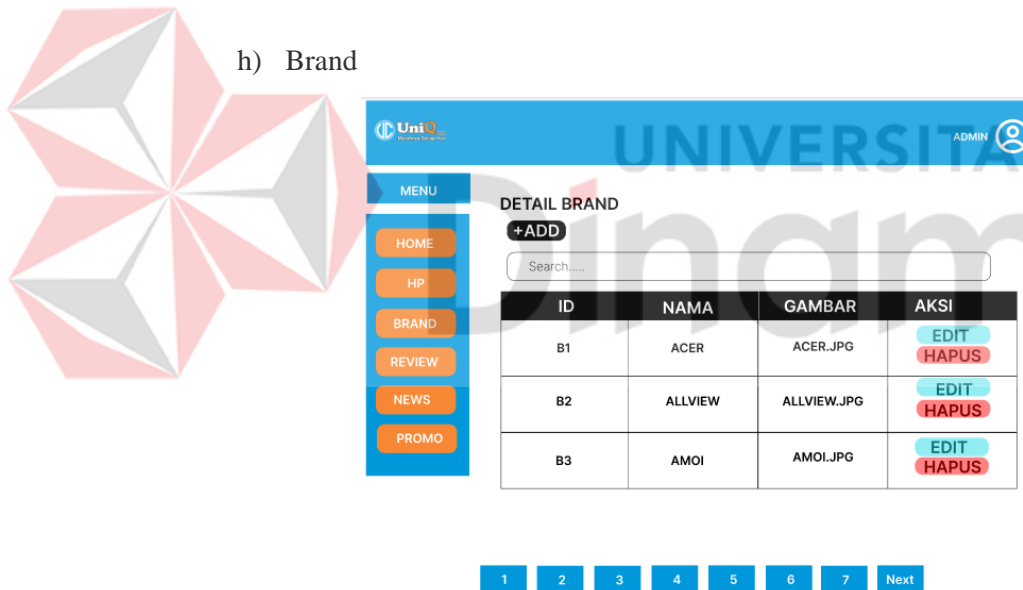 h) Brand
UniQ
UNIVERSITA
ADMIN
MENU
Dinam
DETAIL BRAND
+ADD
HOME
Search.....
HP
ID NAMA GAMBAR AKSI
BRAND
B1 ACER ACER.JPG EDIT
HAPUS
REVIEW
NEWS
B2 ALLVIEW ALLVIEW.JPG EDIT
HAPUS
PROMO
B3 AMOI AMOI.JPG EDIT
HAPUS
1 2 3 4 5 6 7 Next